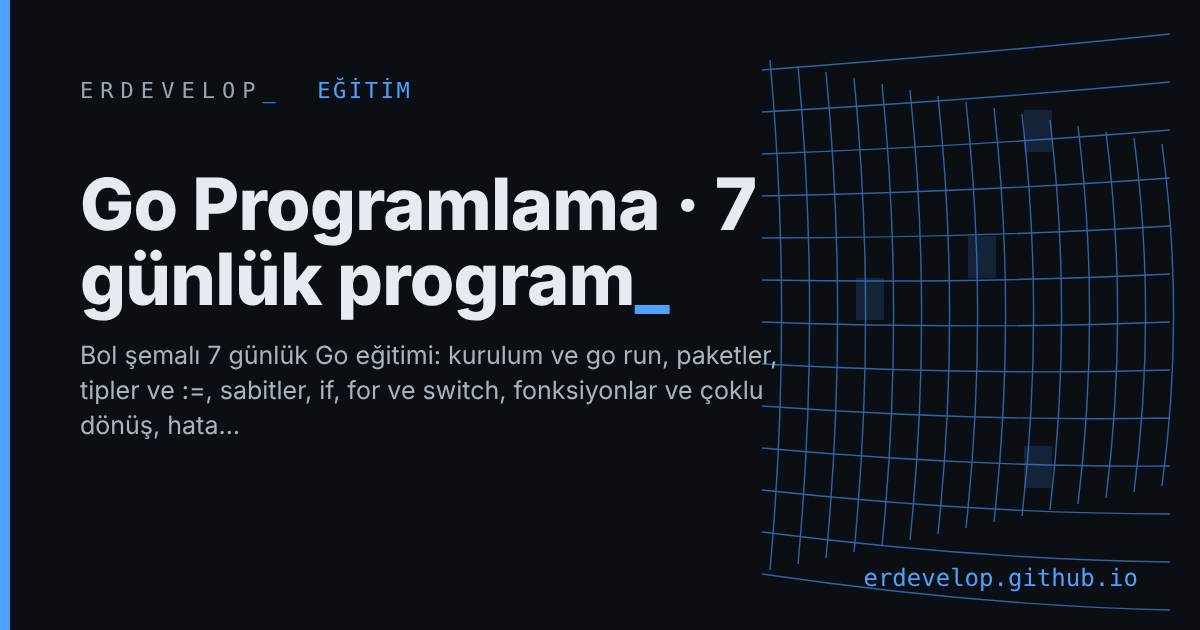 ERDEVELOP_ EĞİTİM
Go Programlama · 7
günlük program_
Bol şemalı 7 günlük Go eğitimi: kurulum ve go run, paketler,
tipler ve :=, sabitler, if, for ve switch, fonksiyonlar ve çoklu
dönüş, hata...
erdevelop.github.io